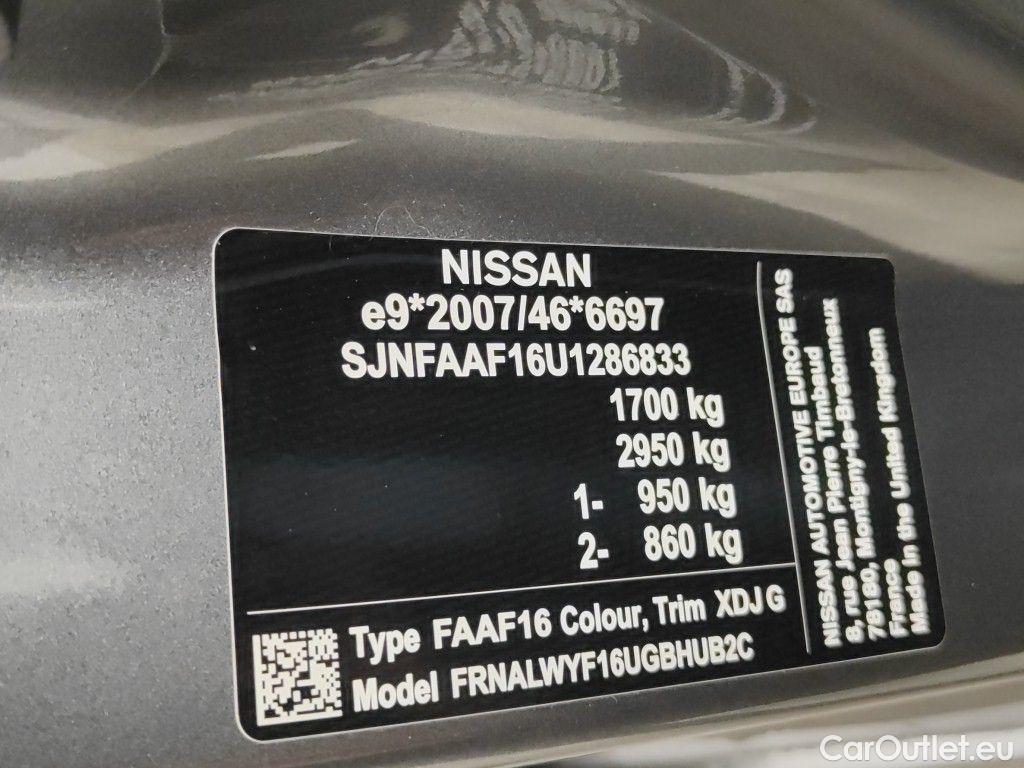 NISSAN
e9*2007/46*6697
SJNFAAF16U1286833
1700 kg
2950 kg
1- 950 kg
2- 860 kg
Type FAAF16 Colour, Trim XDJ G
Model FRNALWYF16UGBHUB2C
NISSAN AUTOMOTIVE EUROPE SAS
8, rue Jean Pierre Timbaud
78180, Montigny-le-Bretonneux
France
Made in the United Kingdom
CarOutlet.eu